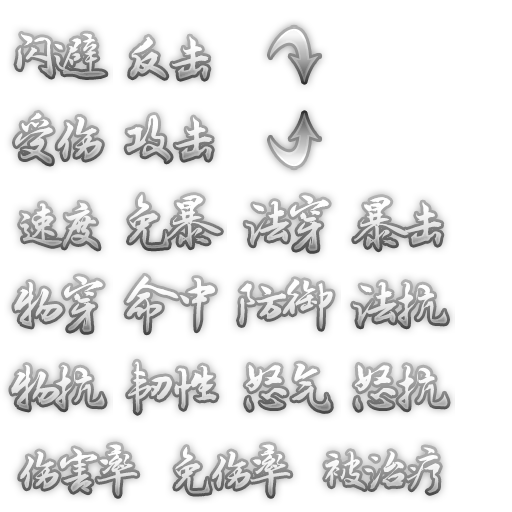 闪避 反击
受伤 攻击
速度 免暴 法穿 暴击
物穿 命中 防御 法抗
物抗 韧性 怒气 怒抗
伤害率 免伤率 被治疗